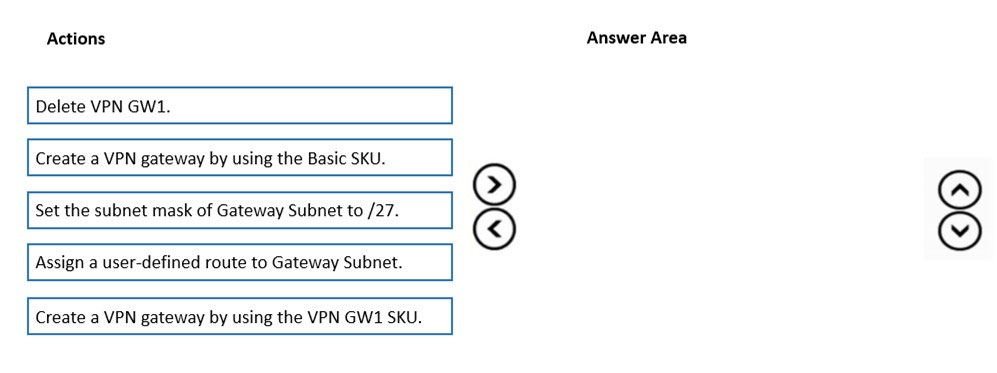 Actions
Answer Area
Delete VPN GW1.
Create a VPN gateway by using the Basic SKU.
Set the subnet mask of Gateway Subnet to /27.
Assign a user-defined route to Gateway Subnet.
Create a VPN gateway by using the VPN GW1 SKU.